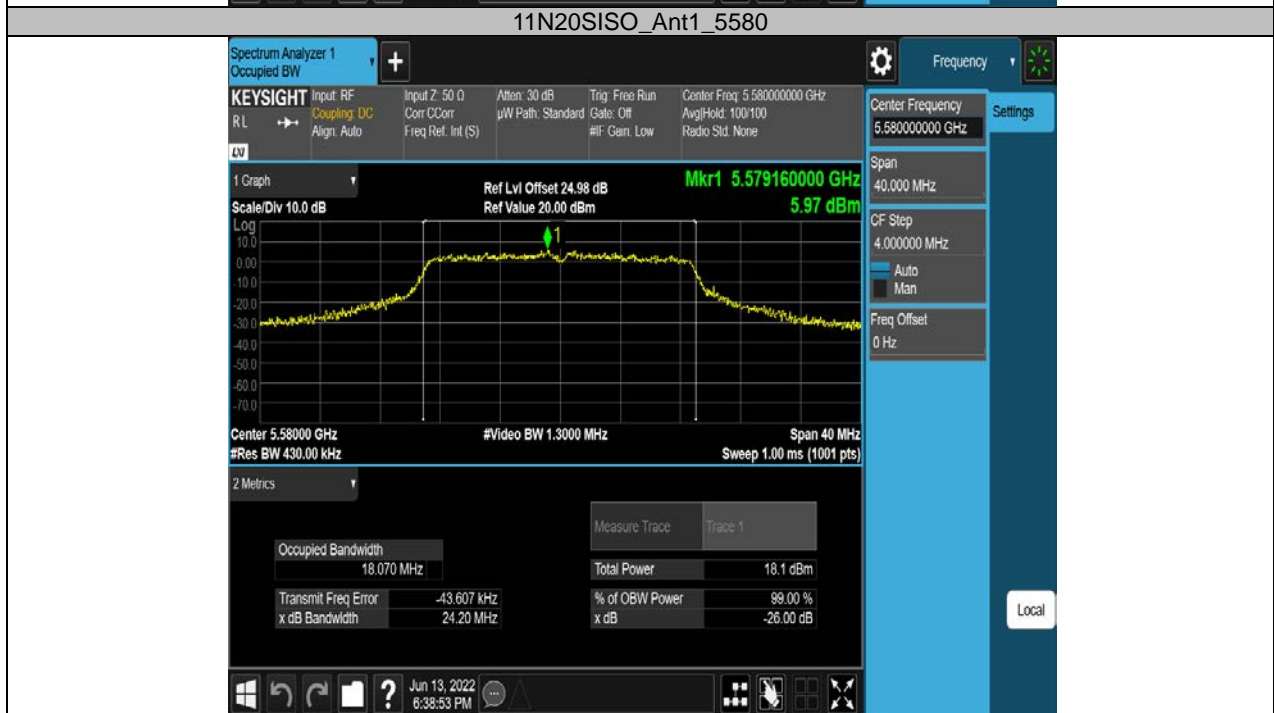 11N20SISO_Ant1_5580
Spectrum Analyzer 1
Occupied BW
+
Frequency
KEYSIGHT
RL
LXI
Input: RF
Coupling: DC
Align: Auto
Input Z: 50 Ω
Corr CCorr
Freq Ref: Int (S)
Atten: 30 dB
µW Path: Standard
Trig: Free Run
Gate: Off
#IF Gain: Low
Center Freq: 5.580000000 GHz
Avg|Hold: 100/100
Radio Std: None
Center Frequency
5.580000000 GHz
Settings
Span
40.000 MHz
CF Step
4.000000 MHz
Auto
Man
Freq Offset
0 Hz
Local
1 Graph
Scale/Div 10.0 dB
Ref Lvl Offset 24.98 dB
Ref Value 20.00 dBm
Mkr1 5.579160000 GHz
5.97 dBm
Log
10.0
0.00
-10.0
-20.0
-30.0
-40.0
-50.0
-60.0
-70.0
1
Center 5.58000 GHz
#Res BW 430.00 kHz
#Video BW 1.3000 MHz
Span 40 MHz
Sweep 1.00 ms (1001 pts)
2 Metrics
Measure Trace
Trace 1
Occupied Bandwidth
18.070 MHz
Total Power
18.1 dBm
Transmit Freq Error
-43.607 kHz
% of OBW Power
99.00 %
x dB Bandwidth
24.20 MHz
x dB
-26.00 dB
?
Jun 13, 2022
6:38:53 PM